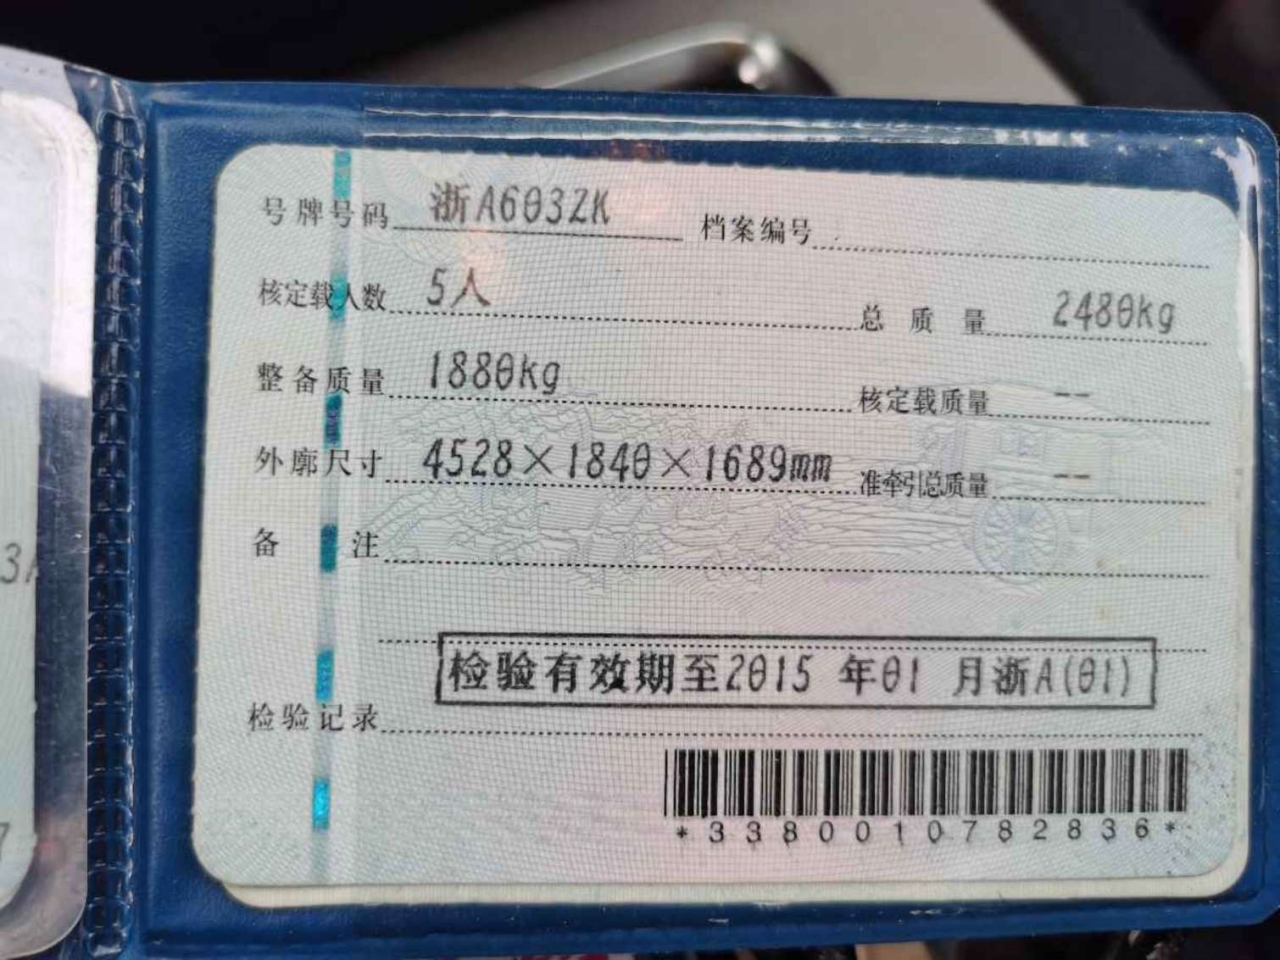 号牌号码 浙A603ZK 档案编号
核定载人数 5人 总质量 2480kg
整备质量 1880kg 核定载质量 --
外廓尺寸 4528×1840×1689mm 准牵引总质量 --
备注
检验有效期至2015 年01 月浙A(01)
检验记录
*3380010782836*